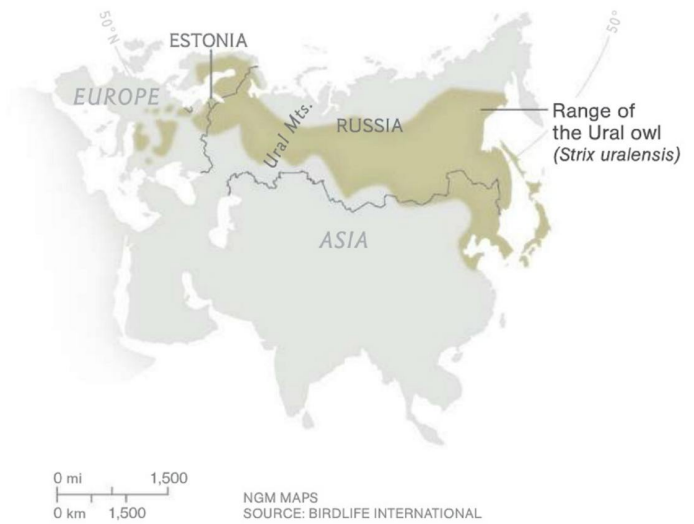 50°N
50°
ESTONIA
EUROPE
Ural Mts.
RUSSIA
Range of
the Ural owl
(Strix uralensis)
ASIA
0 mi 1,500
0 km 1,500
NGM MAPS
SOURCE: BIRDLIFE INTERNATIONAL